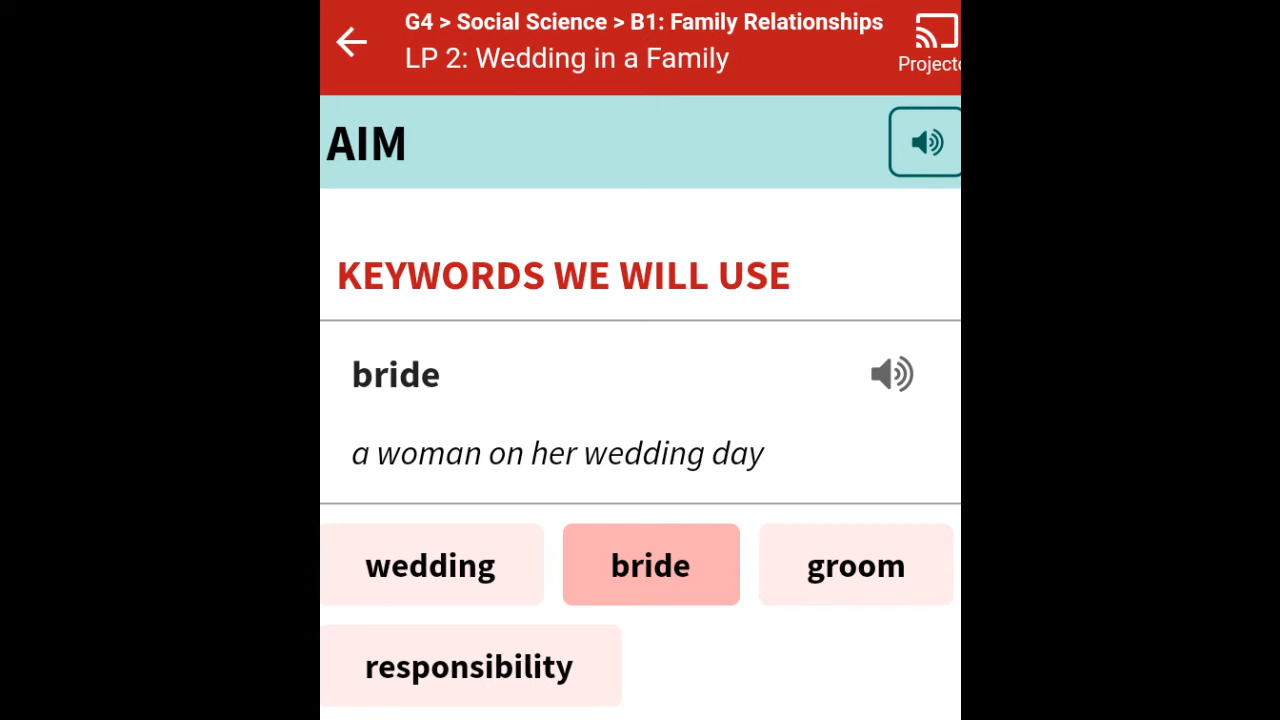 G4 > Social Science > B1: Family Relationships
LP 2: Wedding in a Family
AIM
KEYWORDS WE WILL USE
bride
a woman on her wedding day
wedding bride groom
responsibility